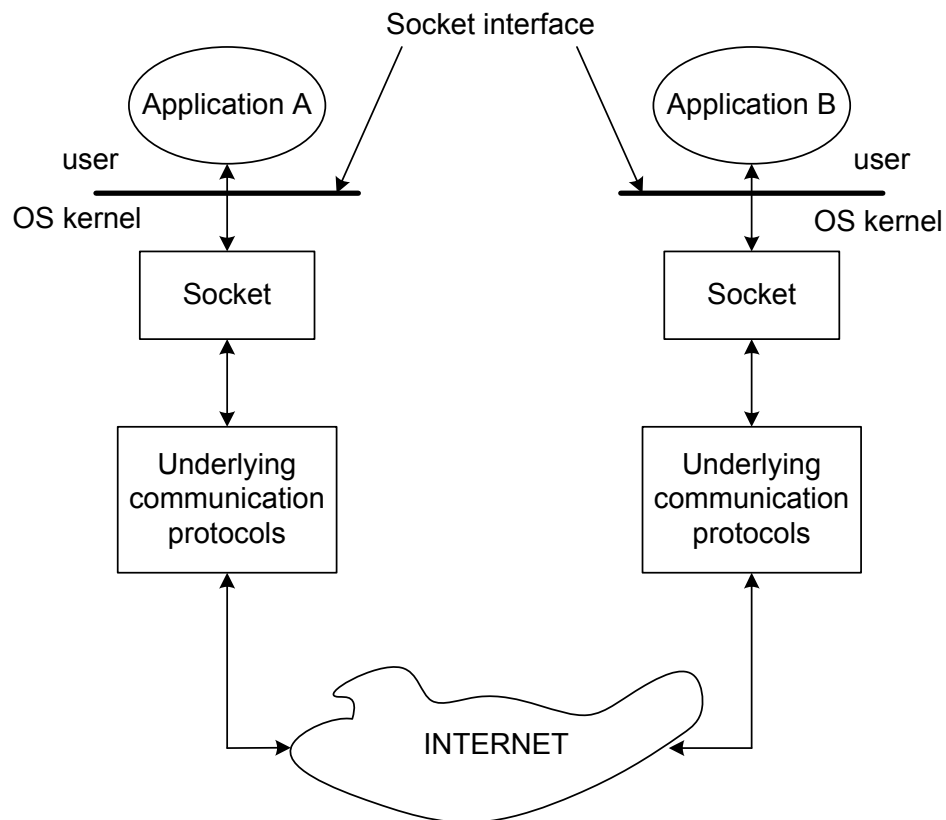 Socket interface
Application A
Application B
user
user
OS kernel
OS kernel
Socket
Socket
Underlying
communication
protocols
Underlying
communication
protocols
INTERNET